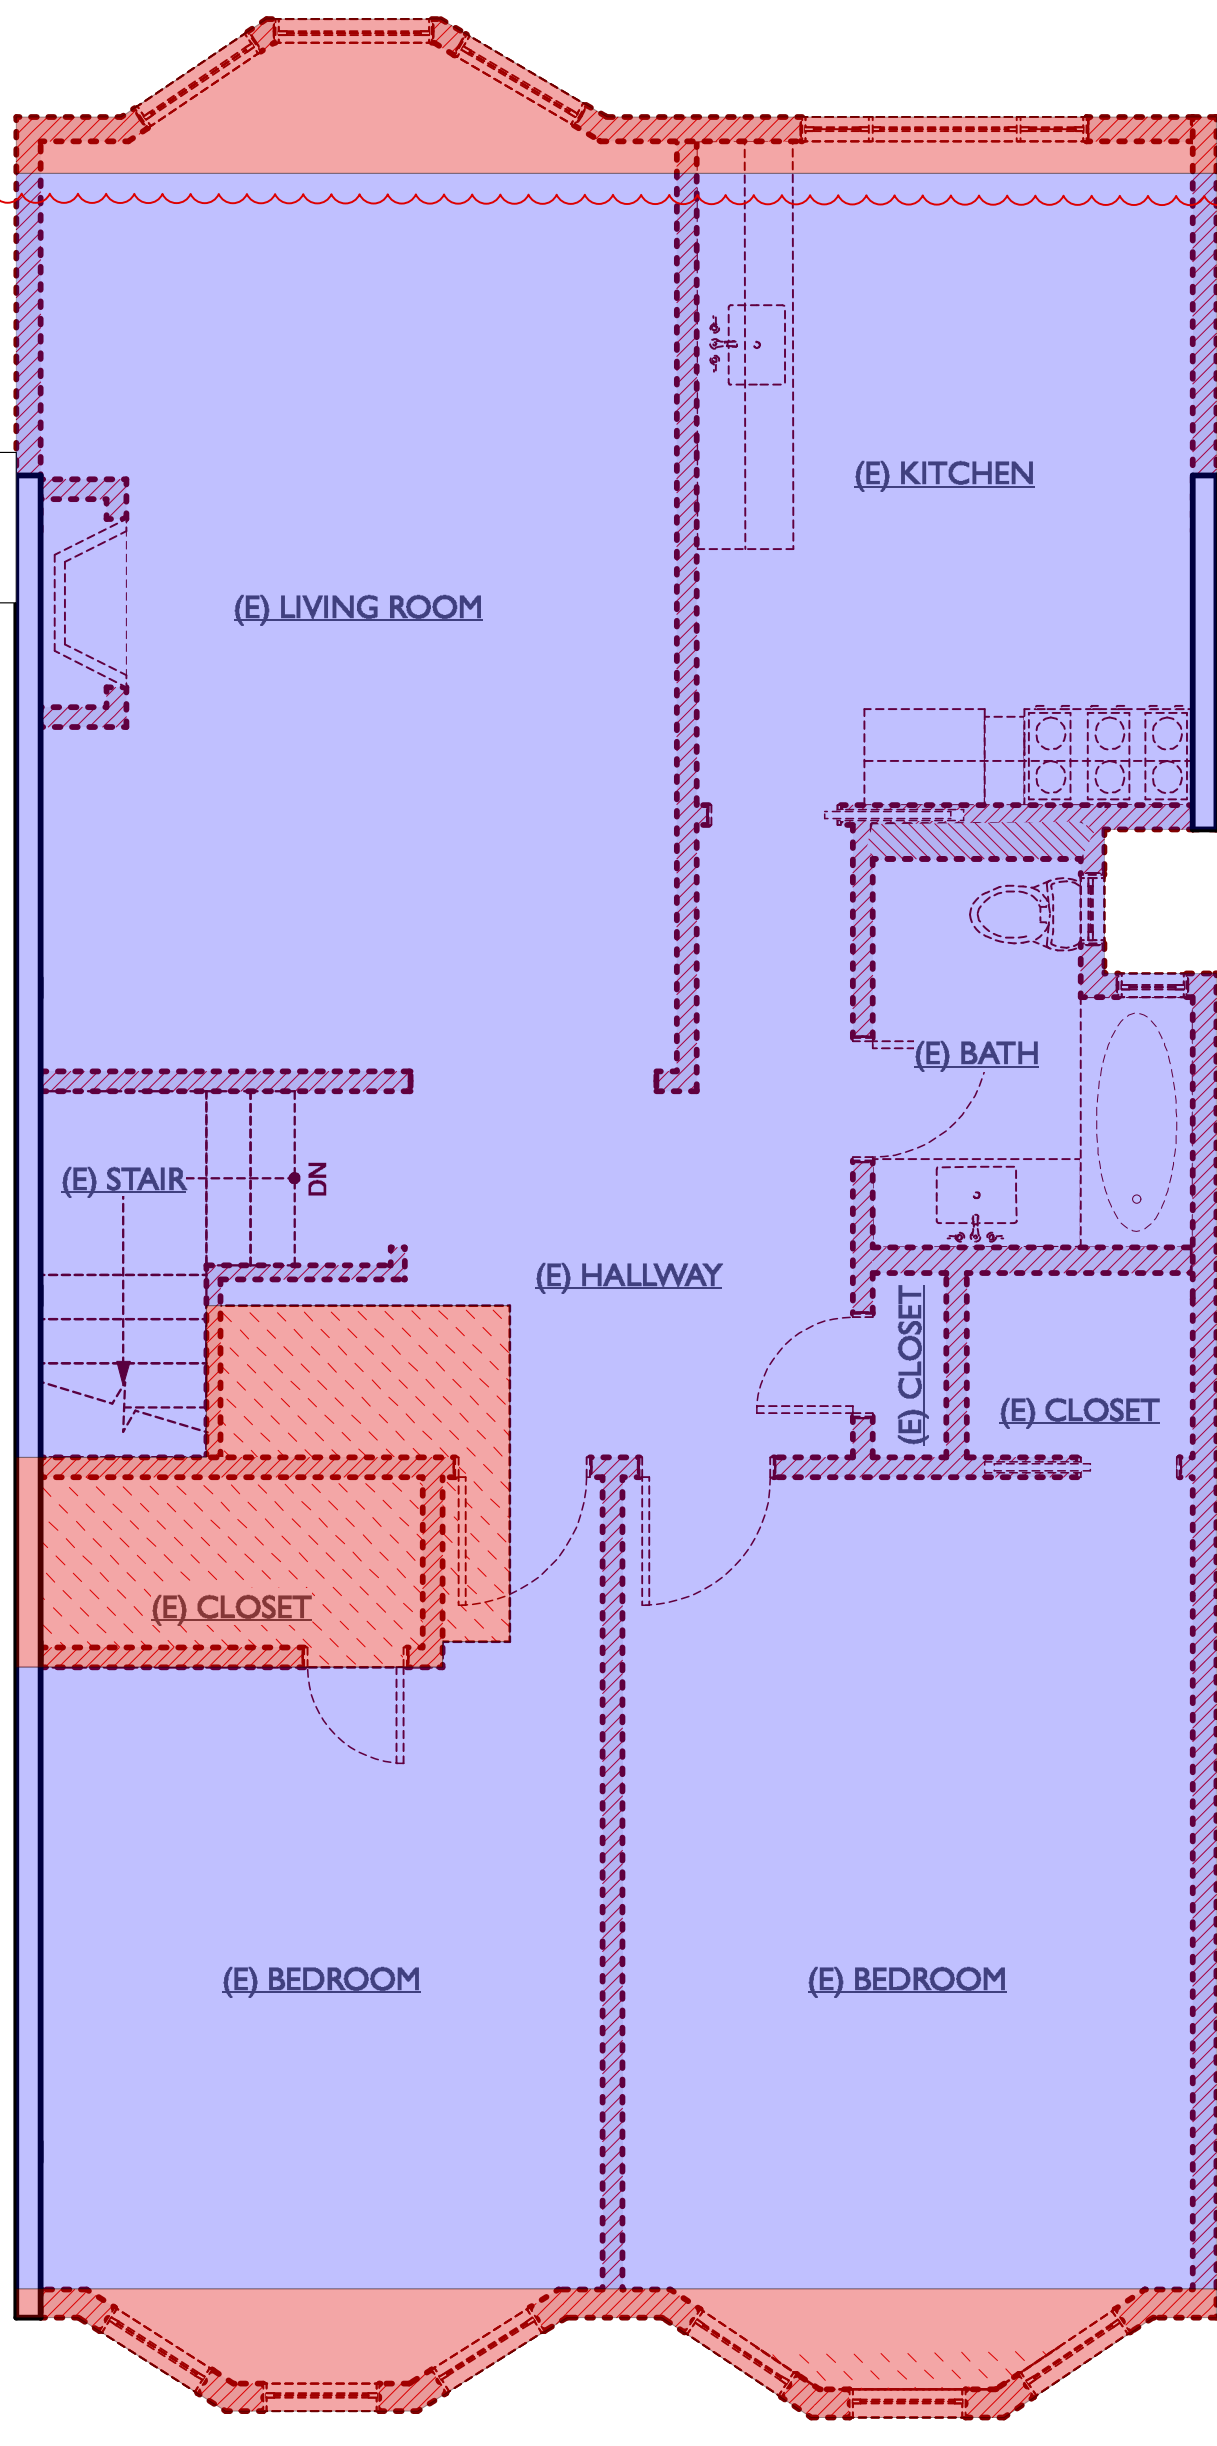 (E) KITCHEN
(E) LIVING ROOM
(E) BATH
(E) STAIR
DN
(E) HALLWAY
(E) CLOSET
(E) CLOSET
(E) CLOSET
(E) BEDROOM
(E) BEDROOM